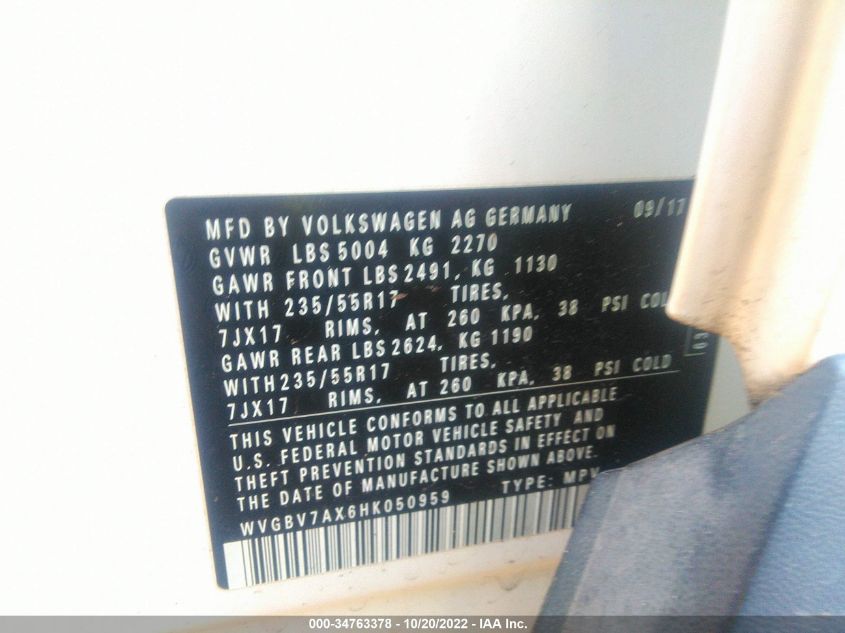 MFD BY VOLKSWAGEN AG GERMANY 09/17
GVWR LBS 5004 KG 2270
GAWR FRONT LBS 2491, KG 1130
WITH 235/55R17 TIRES,
7JX17 RIMS, AT 260 KPA, 38 PSI COL
GAWR REAR LBS 2624, KG 1190
WITH 235/55R17 TIRES,
7JX17 RIMS, AT 260 KPA, 38 PSI COLD
THIS VEHICLE CONFORMS TO ALL APPLICABLE
U.S. FEDERAL MOTOR VEHICLE SAFETY AND
THEFT PREVENTION STANDARDS IN EFFECT ON
THE DATE OF MANUFACTURE SHOWN ABOVE.
WVGBV7AX6HK050959 TYPE: MPV
000-34763378 - 10/20/2022 - IAA Inc.